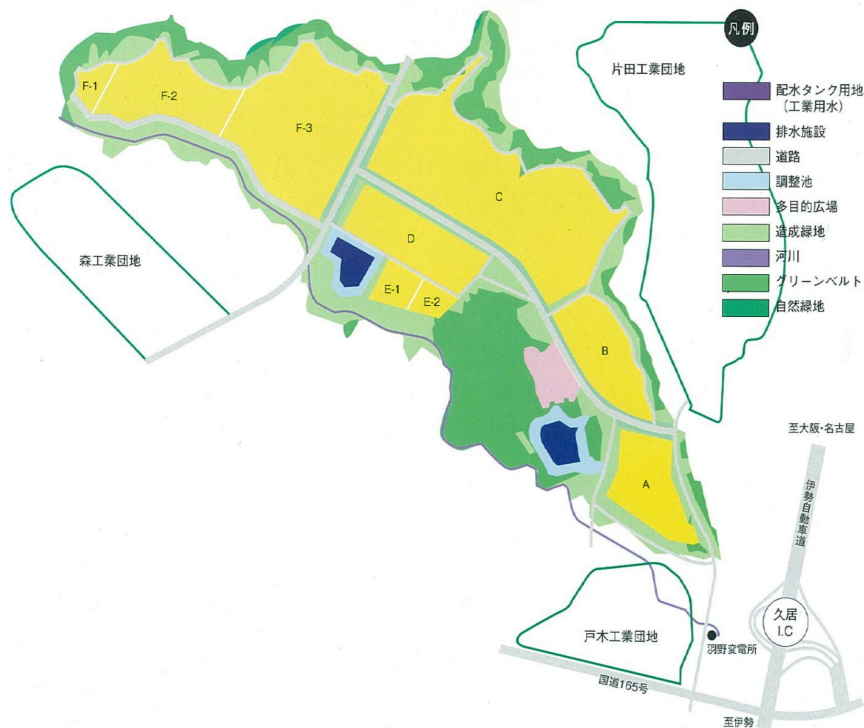 凡例
片田工業団地
配水タンク用地
(工業用水)
排水施設
道路
調整池
多目的広場
造成緑地
河川
グリーンベルト
自然緑地
F-1
F-2
F-3
C
D
E-1
E-2
B
A
森工業団地
至大阪・名古屋
伊勢自動車道
久居
I.C
戸木工業団地
羽野変電所
国道165号
至伊勢